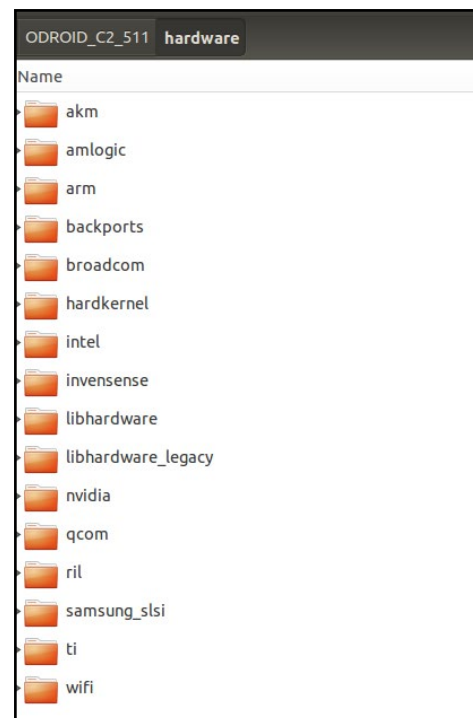 ODROID_C2_511 hardware
Name
akm
amlogic
arm
backports
broadcom
hardkernel
intel
invensense
libhardware
libhardware_legacy
nvidia
qcom
ril
samsung_slsi
ti
wifi